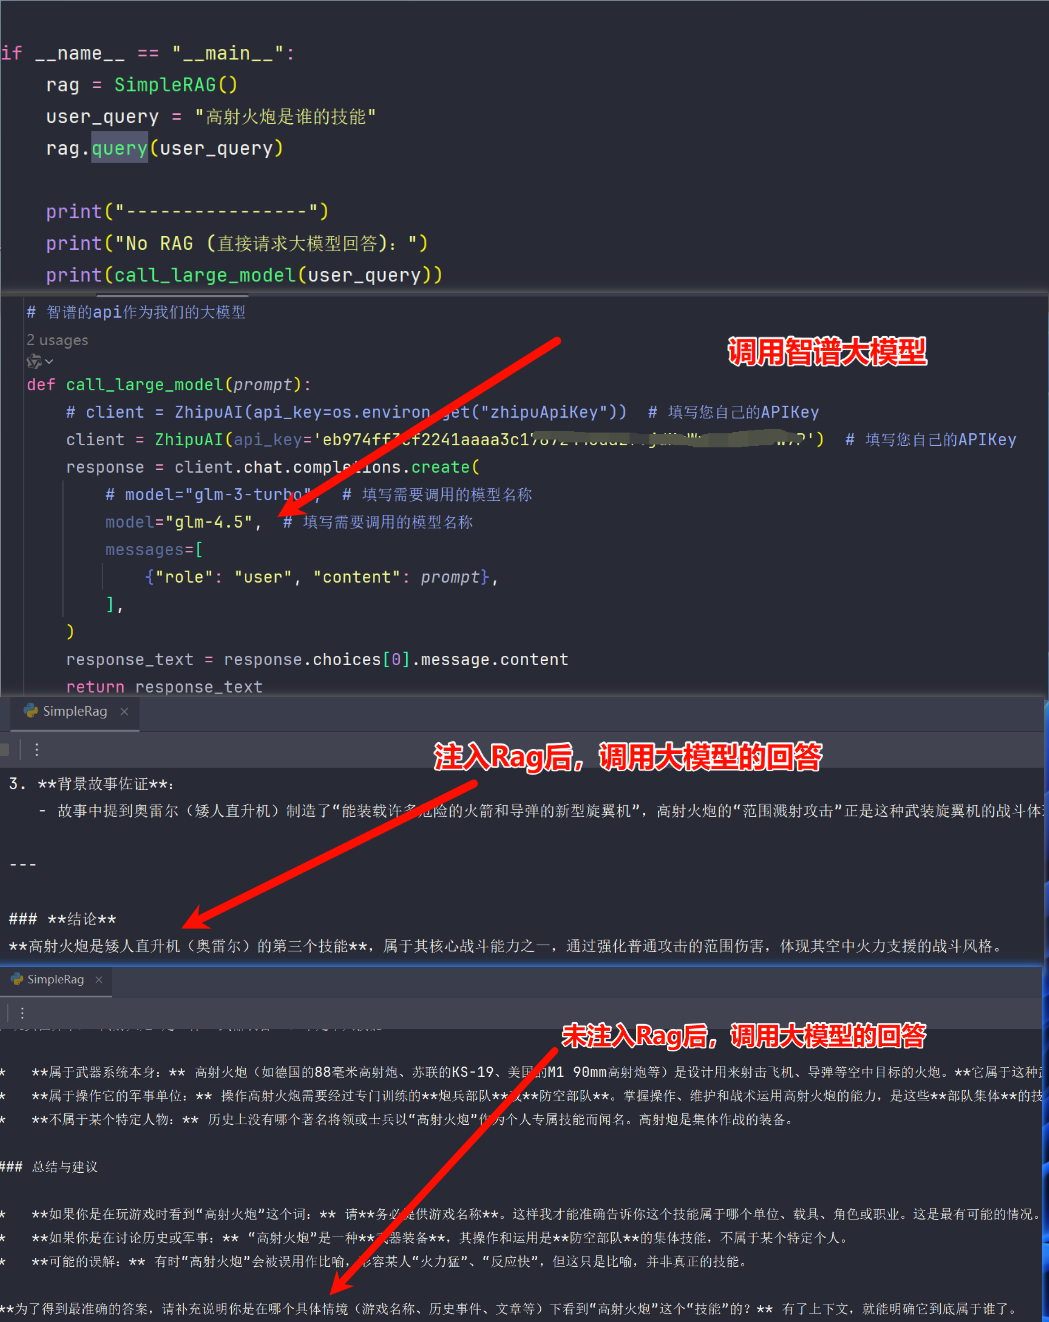 if __name__ == "__main__":
rag = SimpleRAG()
user_query = "高射火炮是谁的技能"
rag.query(user_query)
print("----------------")
print("No RAG (直接请求大模型回答): ")
print(call_large_model(user_query))
# 智谱的api作为我们的大模型
2 usages
调用智谱大模型
def call_large_model(prompt):
# client = ZhipuAI(api_key=os.environ.get("zhipuApiKey")) # 填写您自己的APIKey
client = ZhipuAI(api_key='eb974ff f2241aaaa3c1 ') # 填写您自己的APIKey
response = client.chat.completions.create(
# model="glm-3-turbo", # 填写需要调用的模型名称
model="glm-4.5", # 填写需要调用的模型名称
messages=[
{"role": "user", "content": prompt},
],
)
response_text = response.choices[0].message.content
return response_text
SimpleRag
注入Rag后，调用大模型的回答
3. **背景故事佐证**：
- 故事中提到奥雷尔（矮人直升机）制造了“能装载许多危险的火箭和导弹的新型旋翼机”，高射火炮的“范围溅射攻击”正是这种武装旋翼机的战斗体
---
### **结论**
**高射火炮是矮人直升机（奥雷尔）的第三个技能**，属于其核心战斗能力之一，通过强化普通攻击的范围伤害，体现其空中火力支援的战斗风格。
SimpleRag
未注入Rag后，调用大模型的回答
* **属于武器系统本身：** 高射火炮（如德国的88毫米高射炮、苏联的KS-19、美国的M1 90mm高射炮等）是设计用来射击飞机、导弹等空中目标的火炮。**它属于这种
* **属于操作它的军事单位：** 操作高射火炮需要经过专门训练的**炮兵部队**或**防空部队**。掌握操作、维护和战术运用高射火炮的能力，是这些**部队集体**的技
* **不属于某个特定人物：** 历史上没有哪个著名将领或士兵以“高射火炮”作为个人专属技能而闻名。高射炮是集体作战的装备。
### 总结与建议
* **如果你是在玩游戏时看到“高射火炮”这个词：** 请**务必提供游戏名称**。这样我才能准确告诉你这个技能属于哪个单位、载具、角色或职业。这是最有可能的情况。
* **如果你是在讨论历史或军事：** “高射火炮”是一种**武器装备**，其操作和运用是**防空部队**的集体技能，不属于某个特定个人。
* **可能的误解：** 有时“高射火炮”会被误用作比喻，形容某人“火力猛”、“反应快”，但这只是比喻，并非真正的技能。
**为了得到最准确的答案，请补充说明你是在哪个具体情境（游戏名称、历史事件、文章等）下看到“高射火炮”这个“技能”的？** 有了上下文，就能明确它到底属于谁了。